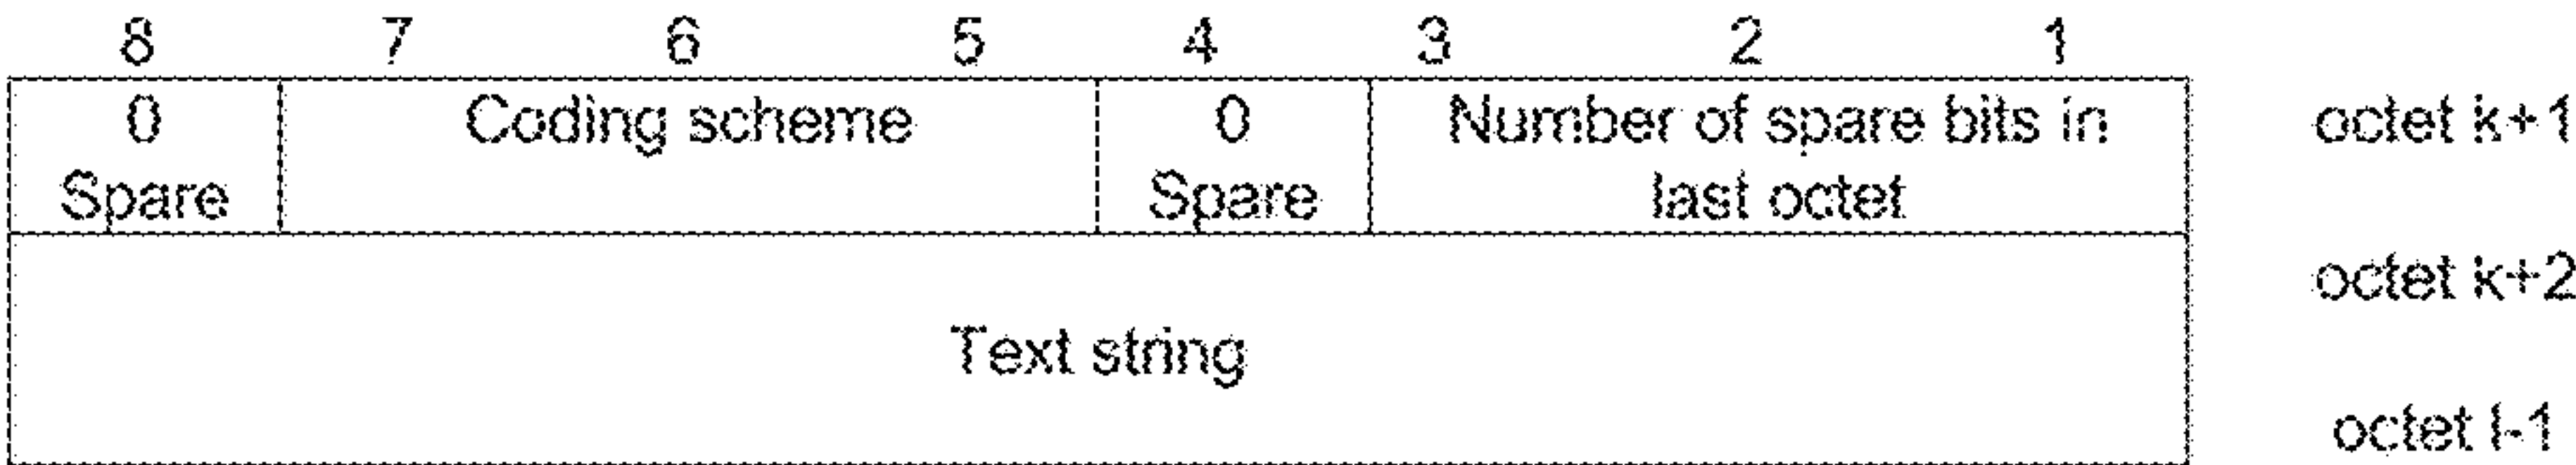 8 7 6 5 4 3 2 1
0 Coding scheme 0 Number of spare bits in octet k+1
Spare Spare last octet
octet k+2
Text string
octet l-1